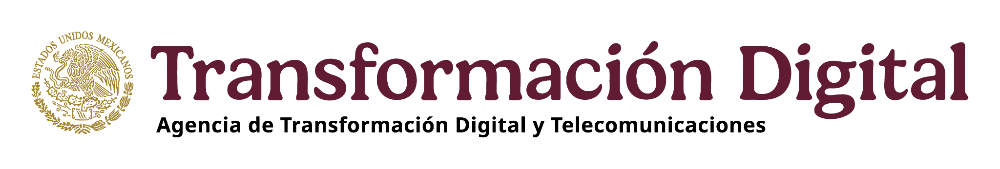 ESTADOS UNIDOS MEXICANOS
Transformación Digital
Agencia de Transformación Digital y Telecomunicaciones